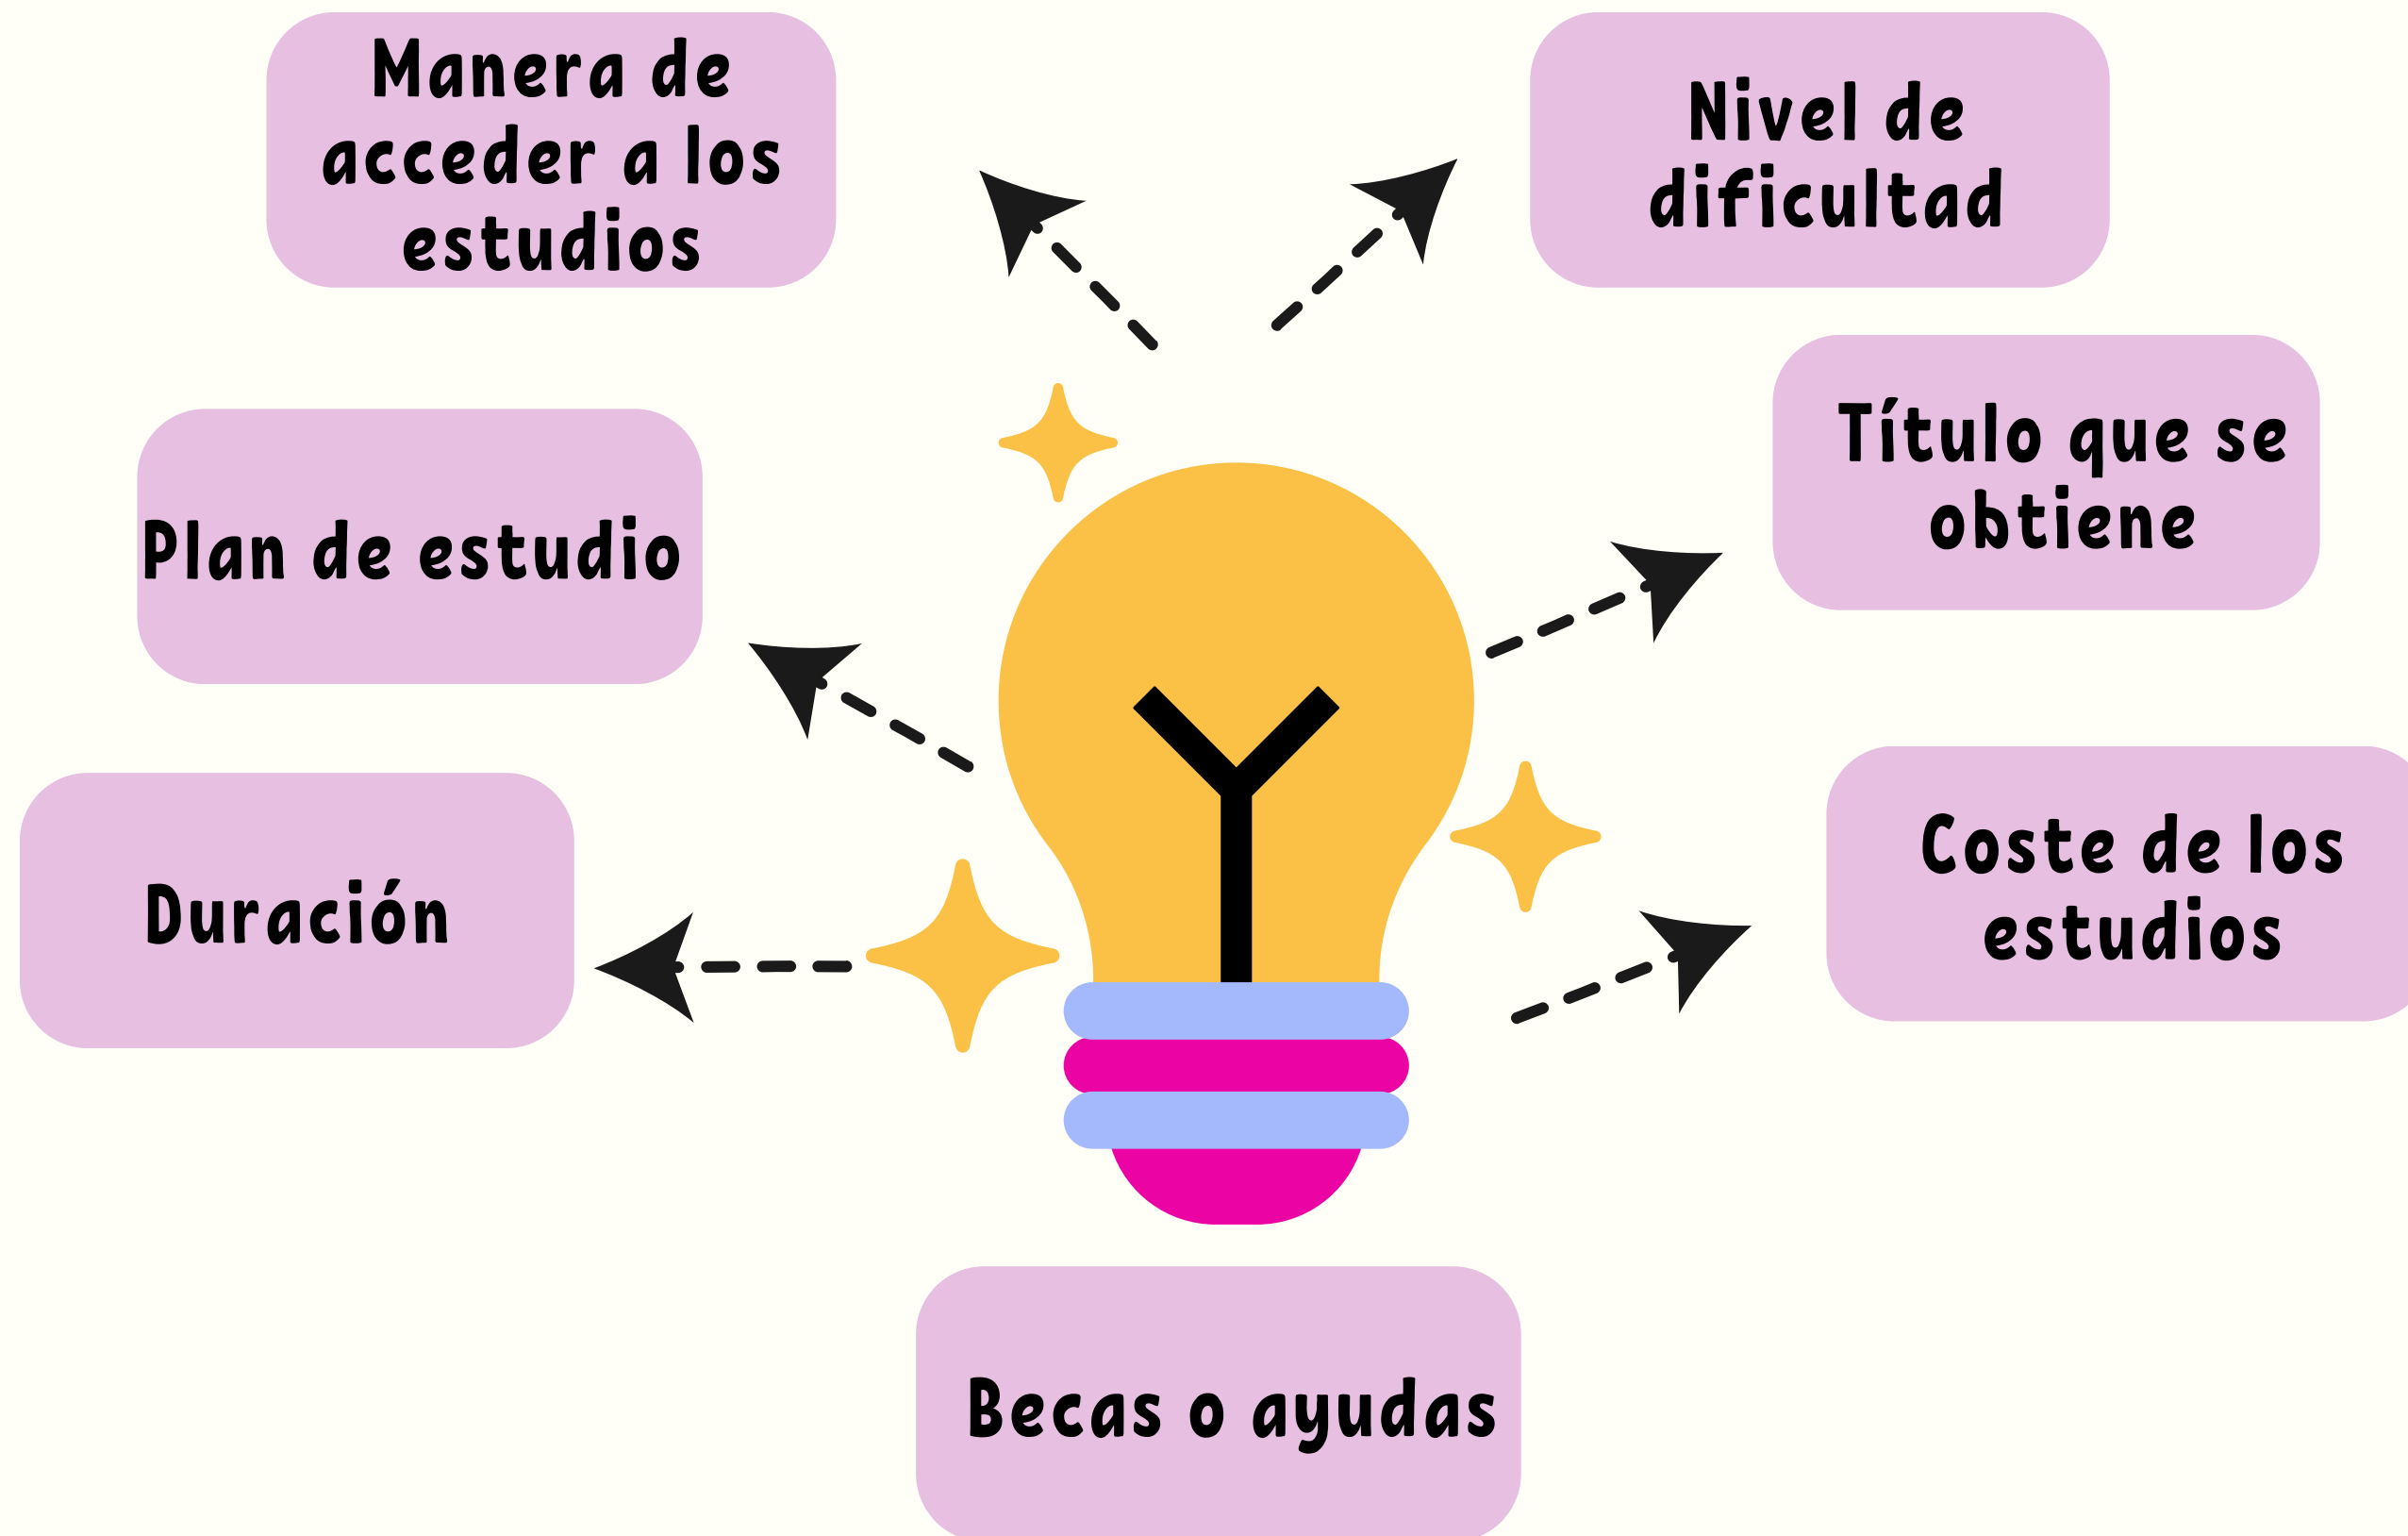 Manera de
acceder a los
estudios
Nivel de
dificultad
Plan de estudio
Título que se
obtiene
Duración
Coste de los
estudios
Becas o ayudas